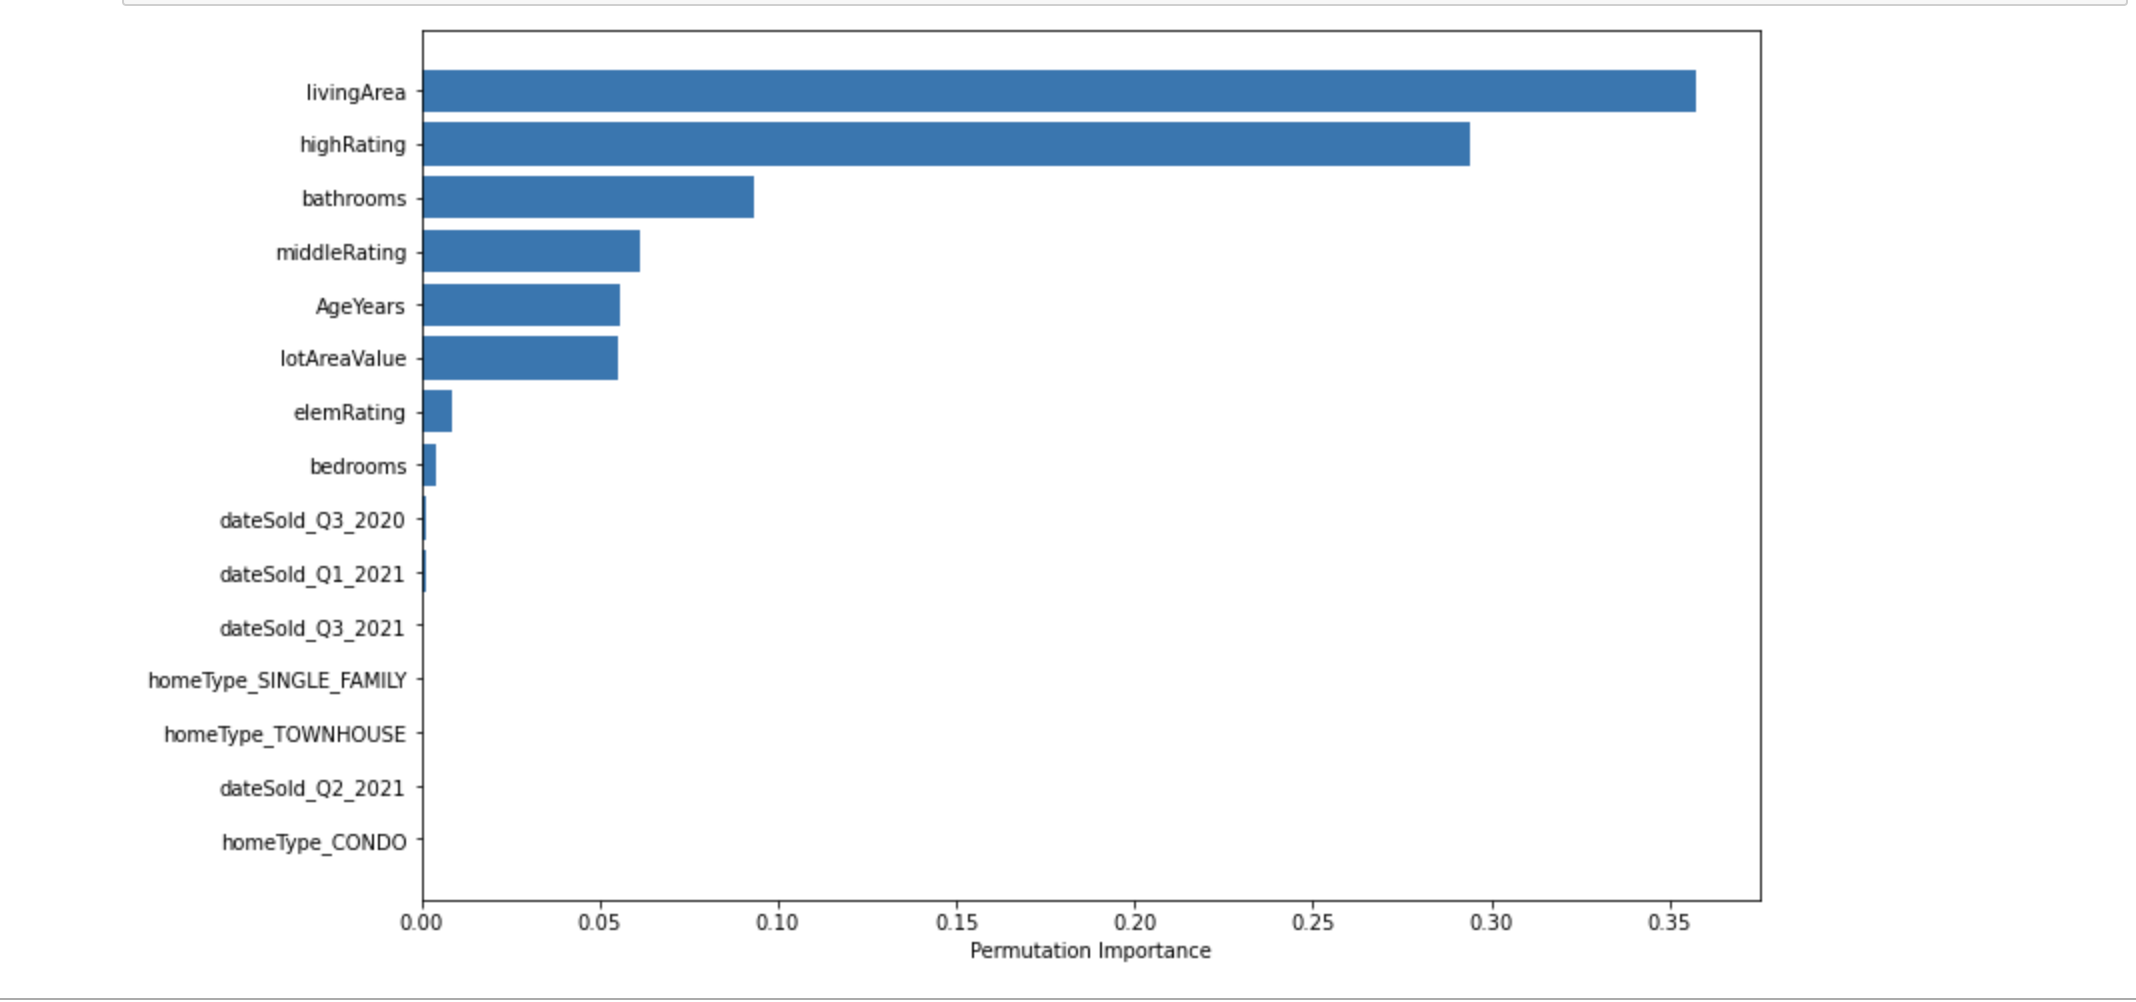 livingArea
highRating
bathrooms
middleRating
AgeYears
lotAreaValue
elemRating
bedrooms
dateSold_Q3_2020
dateSold_Q1_2021
dateSold_Q3_2021
homeType_SINGLE_FAMILY
homeType_TOWNHOUSE
dateSold_Q2_2021
homeType_CONDO
0.00 0.05 0.10 0.15 0.20 0.25 0.30 0.35
Permutation Importance